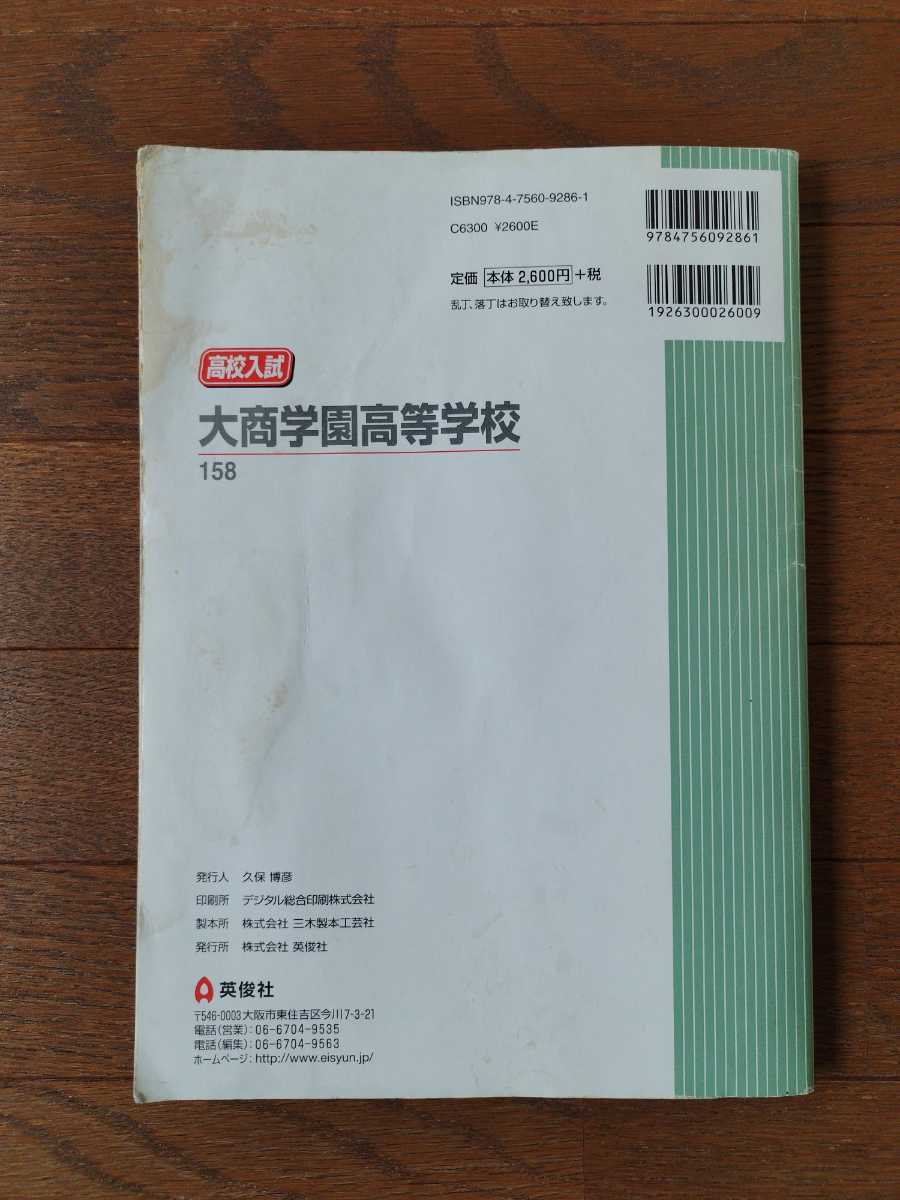 ISBN978-4-7560-9286-1
C6300 ¥2600E
9784756092861
定価 本体 2,600円 +税
乱丁、落丁はお取り替え致します。
1926300026009
高校入試
大商学園高等学校
158
発行人 久保 博彦
印刷所 デジタル総合印刷株式会社
製本所 株式会社 三木製本工芸社
発行所 株式会社 英俊社
英俊社
〒546-0003大阪市東住吉区今川7-3-21
電話(営業): 06-6704-9535
電話(編集): 06-6704-9563
ホームページ: http://www.eisyun.jp/